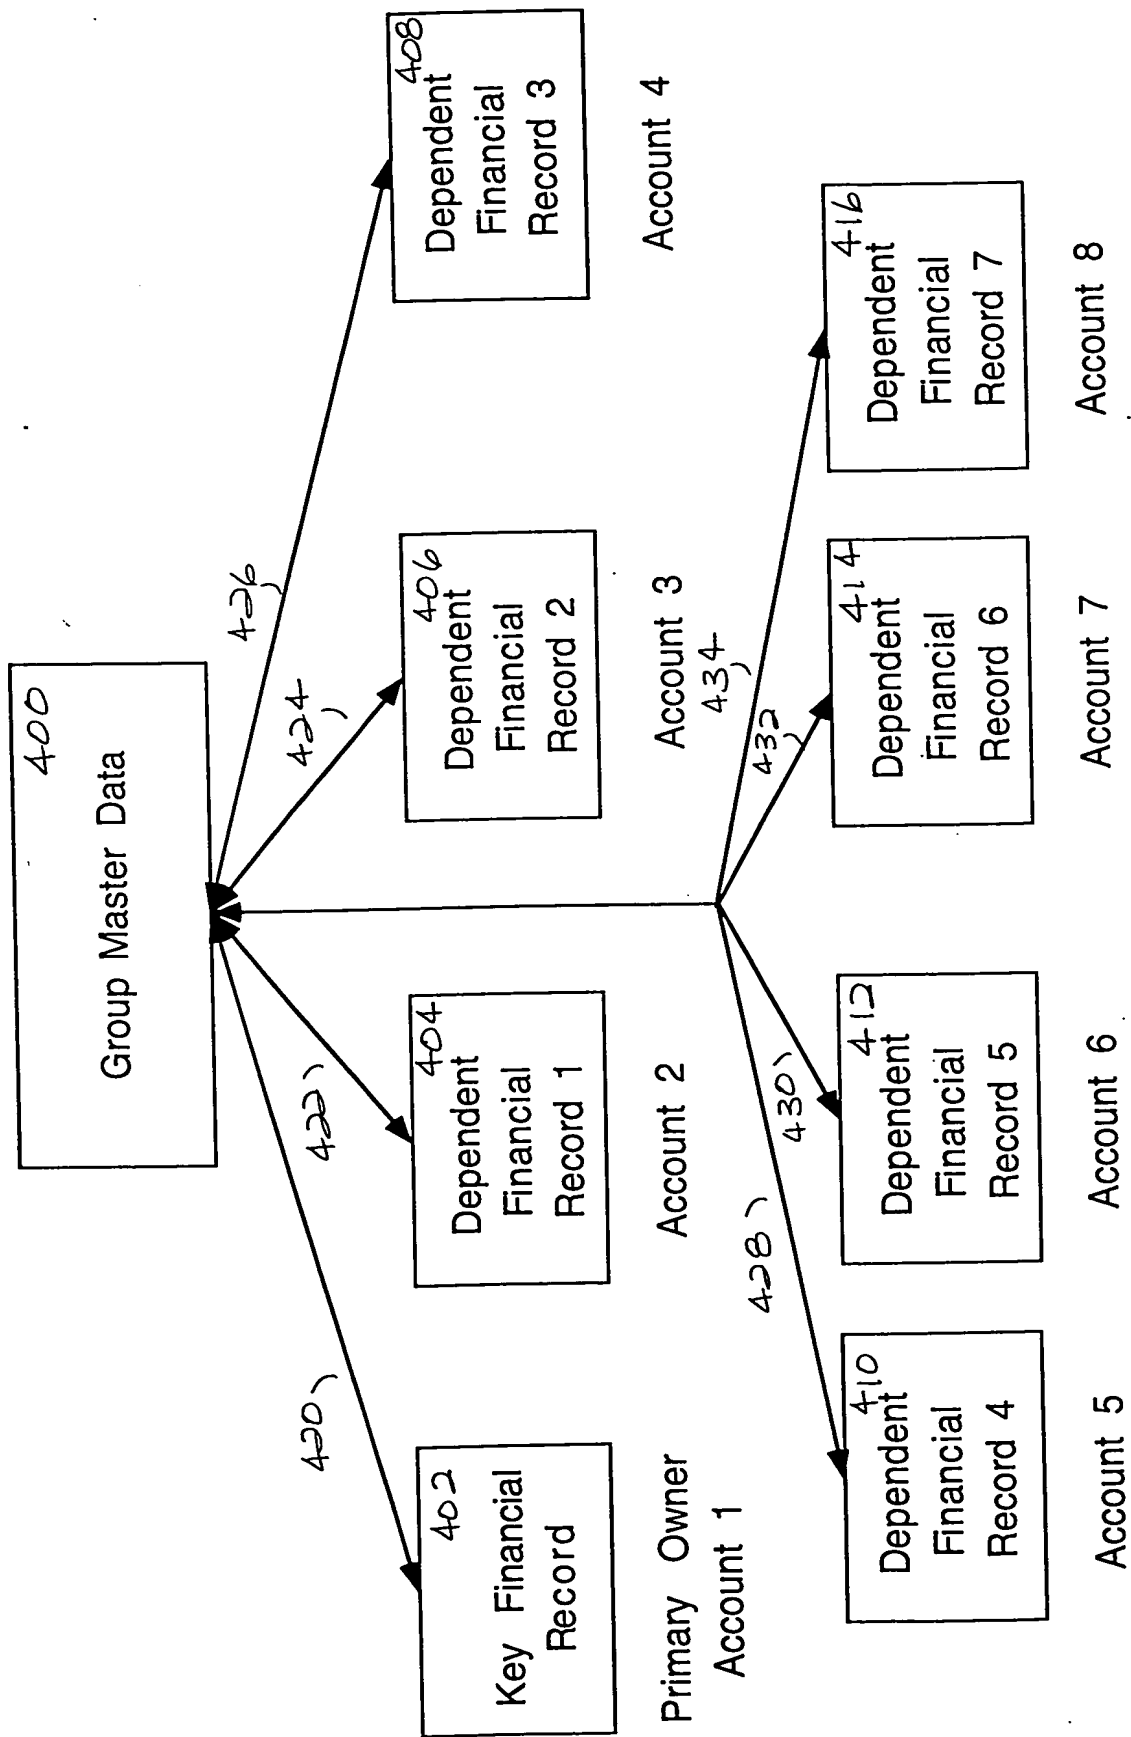 400
Group Master Data
420
422
424
426
402
Key Financial
Record
Primary Owner
Account 1
404
Dependent
Financial
Record 1
Account 2
406
Dependent
Financial
Record 2
Account 3
408
Dependent
Financial
Record 3
Account 4
428
430
432
434
410
Dependent
Financial
Record 4
Account 5
412
Dependent
Financial
Record 5
Account 6
414
Dependent
Financial
Record 6
Account 7
416
Dependent
Financial
Record 7
Account 8